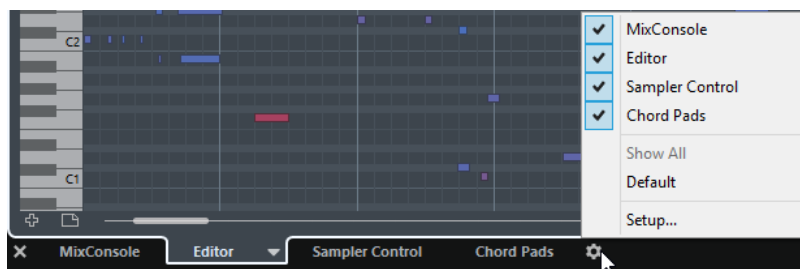 C2
C1
MixConsole
Editor
Sampler Control
Chord Pads
Show All
Default
Setup...
MixConsole Editor Sampler Control Chord Pads